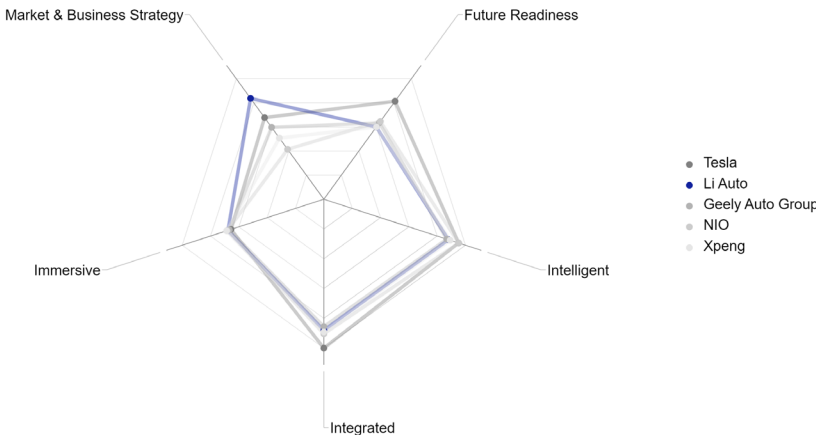 Market & Business Strategy
Future Readiness
Tesla
Li Auto
Geely Auto Group
NIO
Xpeng
Immersive
Intelligent
Integrated